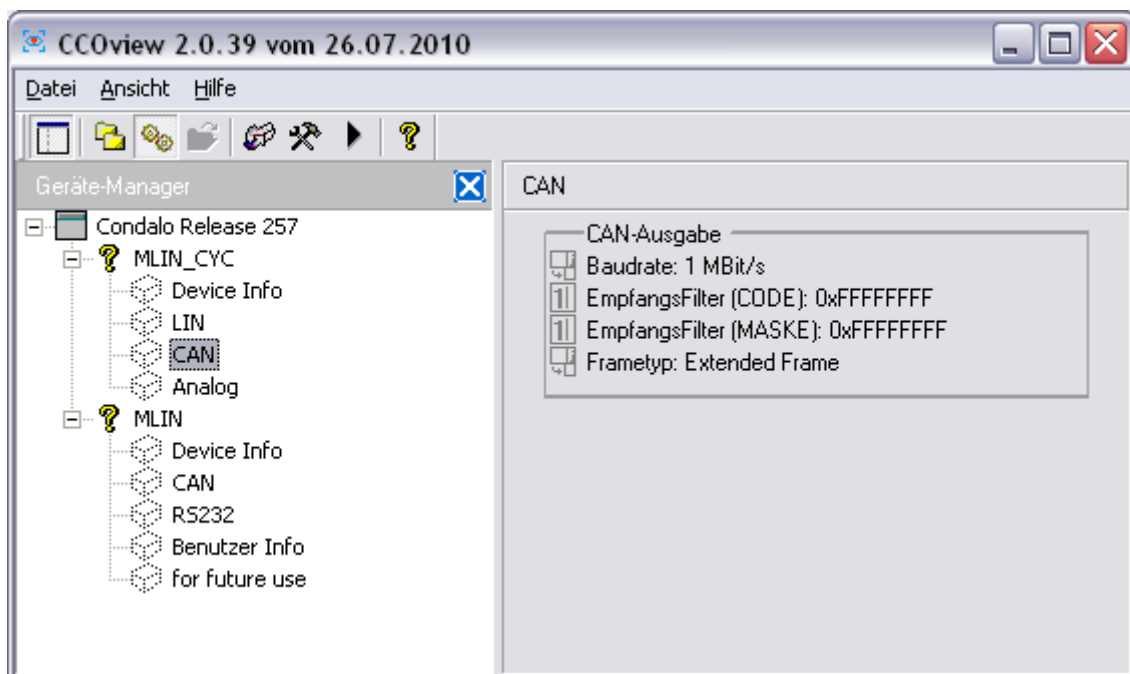 CCOview 2.0.39 vom 26.07.2010
Datei Ansicht Hilfe
Geräte-Manager
Condalo Release 257
MLIN_CYC
Device Info
LIN
CAN
Analog
MLIN
Device Info
CAN
RS232
Benutzer Info
for future use
CAN
CAN-Ausgabe
Baudrate: 1 MBit/s
EmpfangsFilter (CODE): 0xFFFFFFFF
EmpfangsFilter (MASKE): 0xFFFFFFFF
Frametyp: Extended Frame